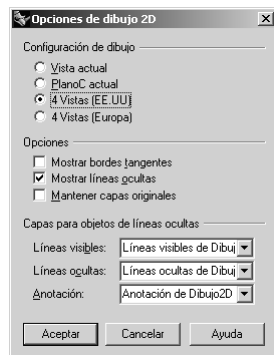 Opciones de dibujo 2D
Configuración de dibujo
Vista actual
PlanoC actual
4 Vistas (EE.UU)
4 Vistas (Europa)
Opciones
Mostrar bordes tangentes
Mostrar líneas ocultas
Mantener capas originales
Capas para objetos de líneas ocultas
Líneas visibles: Líneas visibles de Dibuj
Líneas ocultas: Líneas ocultas de Dibuj
Anotación: Anotación de Dibujo2D
Aceptar Cancelar Ayuda